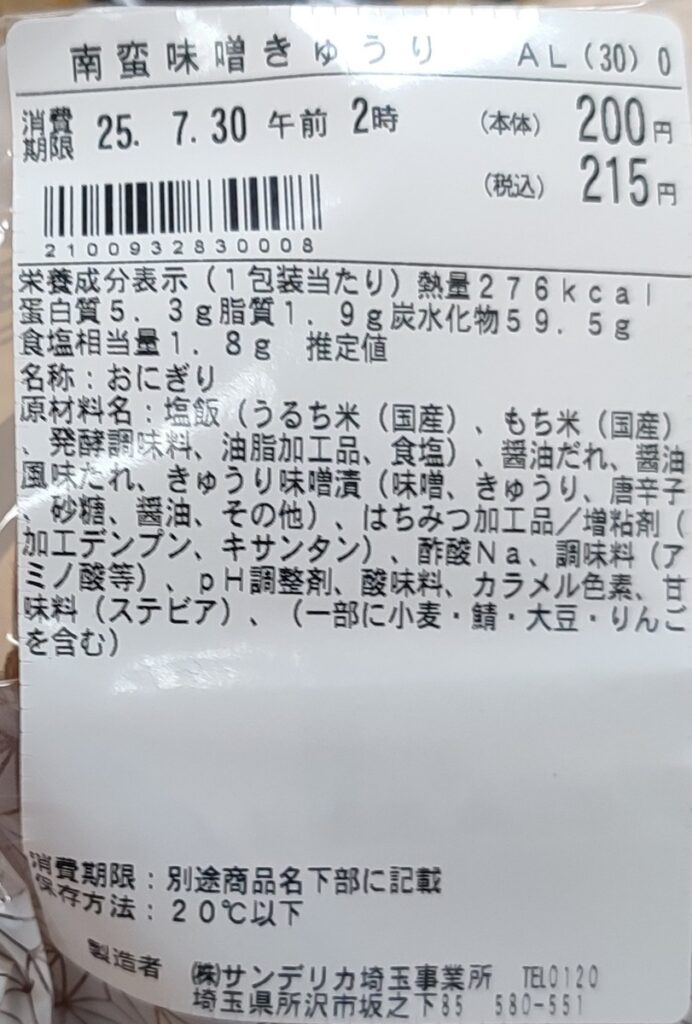 南蛮味噌きゅうり AL(30)0
消費期限 25. 7.30 午前 2時
(本体) 200円
(税込) 215円
2100932830008
栄養成分表示(1包装当たり)熱量276kcal
蛋白質5.3g脂質1.9g炭水化物59.5g
食塩相当量1.8g 推定値
名称:おにぎり
原材料名:塩飯(うるち米(国産)、もち米(国産)
、発酵調味料、油脂加工品、食塩)、醤油だれ、醤油
風味たれ、きゅうり味噌漬(味噌、きゅうり、唐辛子
、砂糖、醤油、その他)、はちみつ加工品/増粘剤(
加工デンプン、キサンタン)、酢酸Na、調味料(ア
ミノ酸等)、pH調整剤、酸味料、カラメル色素、甘
味料(ステビア)、(一部に小麦・鯖・大豆・りんご
を含む)
消費期限:別途商品名下部に記載
保存方法:20℃以下
製造者 (株)サンデリカ埼玉事業所 TEL0120
埼玉県所沢市坂之下85 580-551